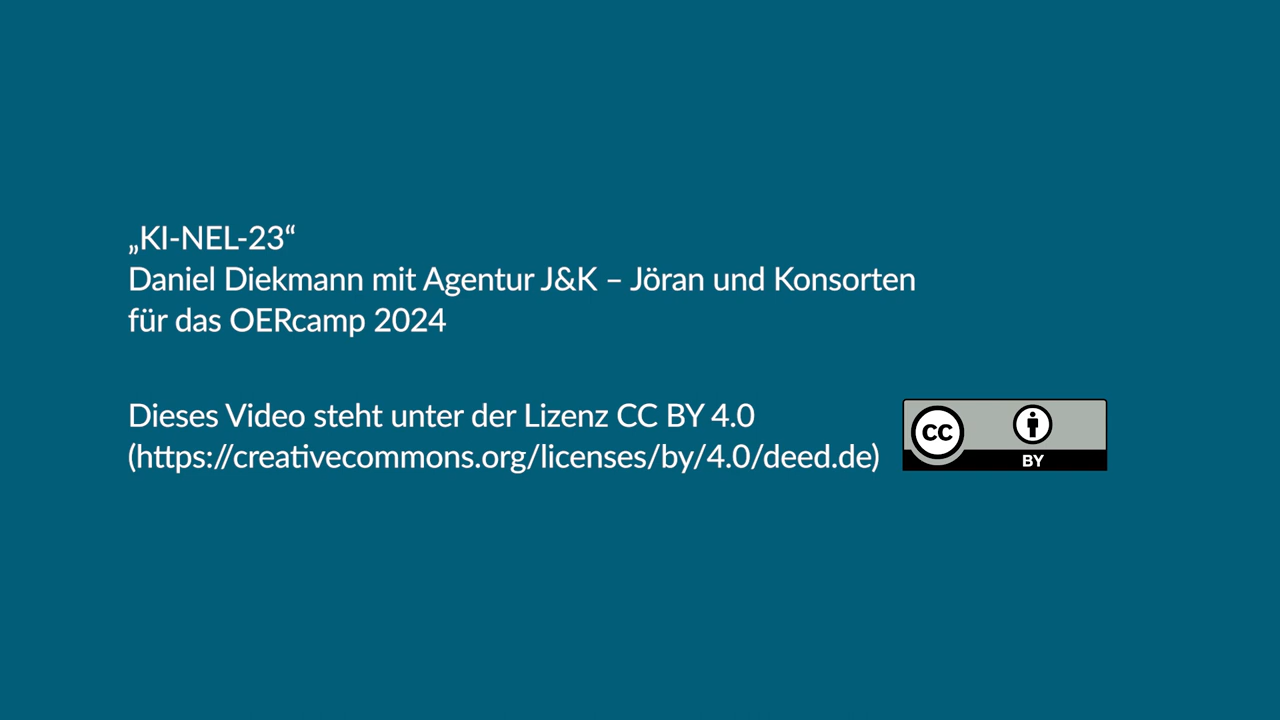 „KI-NEL-23“
Daniel Diekmann mit Agentur J&K – Jöran und Konsorten
für das OERcamp 2024
Dieses Video steht unter der Lizenz CC BY 4.0
(https://creativecommons.org/licenses/by/4.0/deed.de)
CC
BY